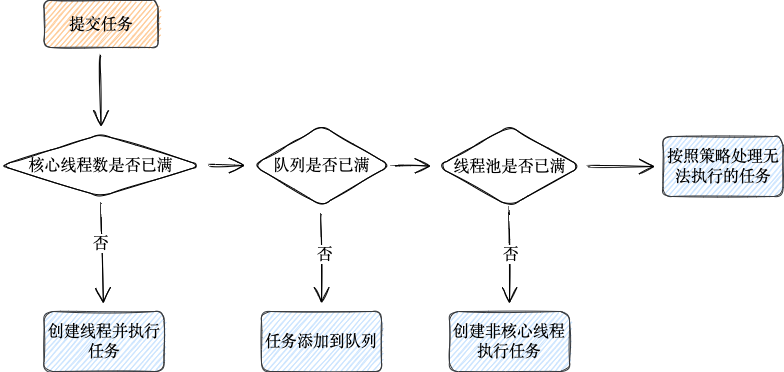 提交任务
核心线程数是否已满
队列是否已满
线程池是否已满
按照策略处理无
法执行的任务
否
否
否
创建线程并执行
任务
任务添加到队列
创建非核心线程
执行任务